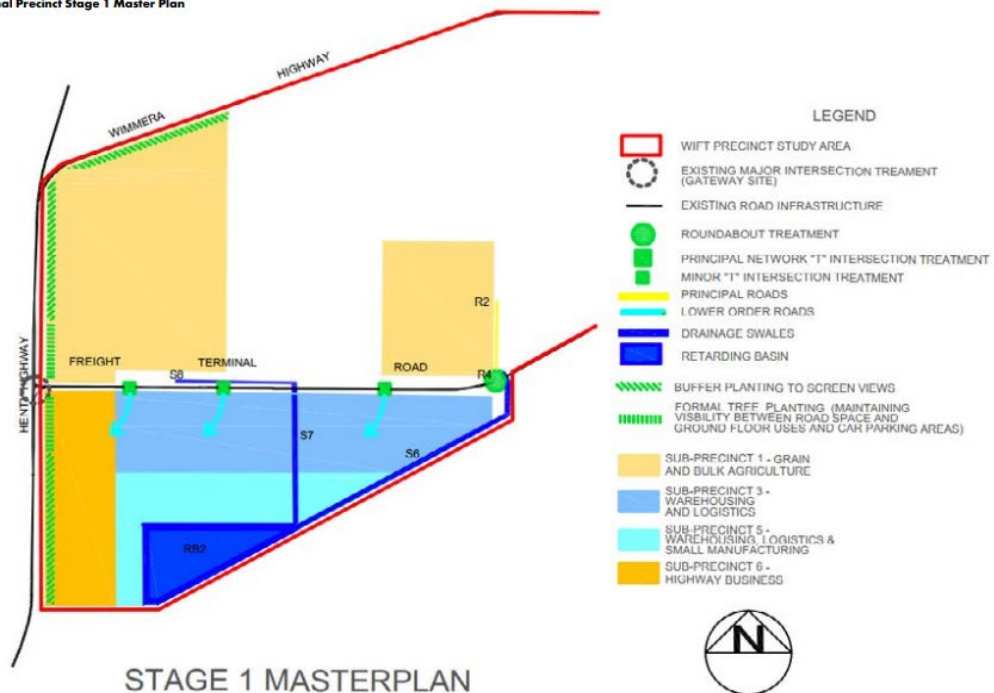 nal Precinct Stage 1 Master Plan
WIMMERA HIGHWAY
HENTY HIGHWAY
FREIGHT TERMINAL ROAD
R2
R4
S8
S7
S6
RB2
LEGEND
WIFT PRECINCT STUDY AREA
EXISTING MAJOR INTERSECTION TREAMENT
(GATEWAY SITE)
EXISTING ROAD INFRASTRUCTURE
ROUNDABOUT TREATMENT
PRINCIPAL NETWORK "T" INTERSECTION TREATMENT
MINOR "T" INTERSECTION TREATMENT
PRINCIPAL ROADS
LOWER ORDER ROADS
DRAINAGE SWALES
RETARDING BASIN
BUFFER PLANTING TO SCREEN VIEWS
FORMAL TREE PLANTING (MAINTAINING
VISBILITY BETWEEN ROAD SPACE AND
GROUND FLOOR USES AND CAR PARKING AREAS)
SUB-PRECINCT 1 - GRAIN
AND BULK AGRICULTURE
SUB-PRECINCT 3 -
WAREHOUSING
AND LOGISTICS
SUB-PRECINCT 5 -
WAREHOUSING, LOGISTICS &
SMALL MANUFACTURING
SUB-PRECINCT 6 -
HIGHWAY BUSINESS
N
STAGE 1 MASTERPLAN